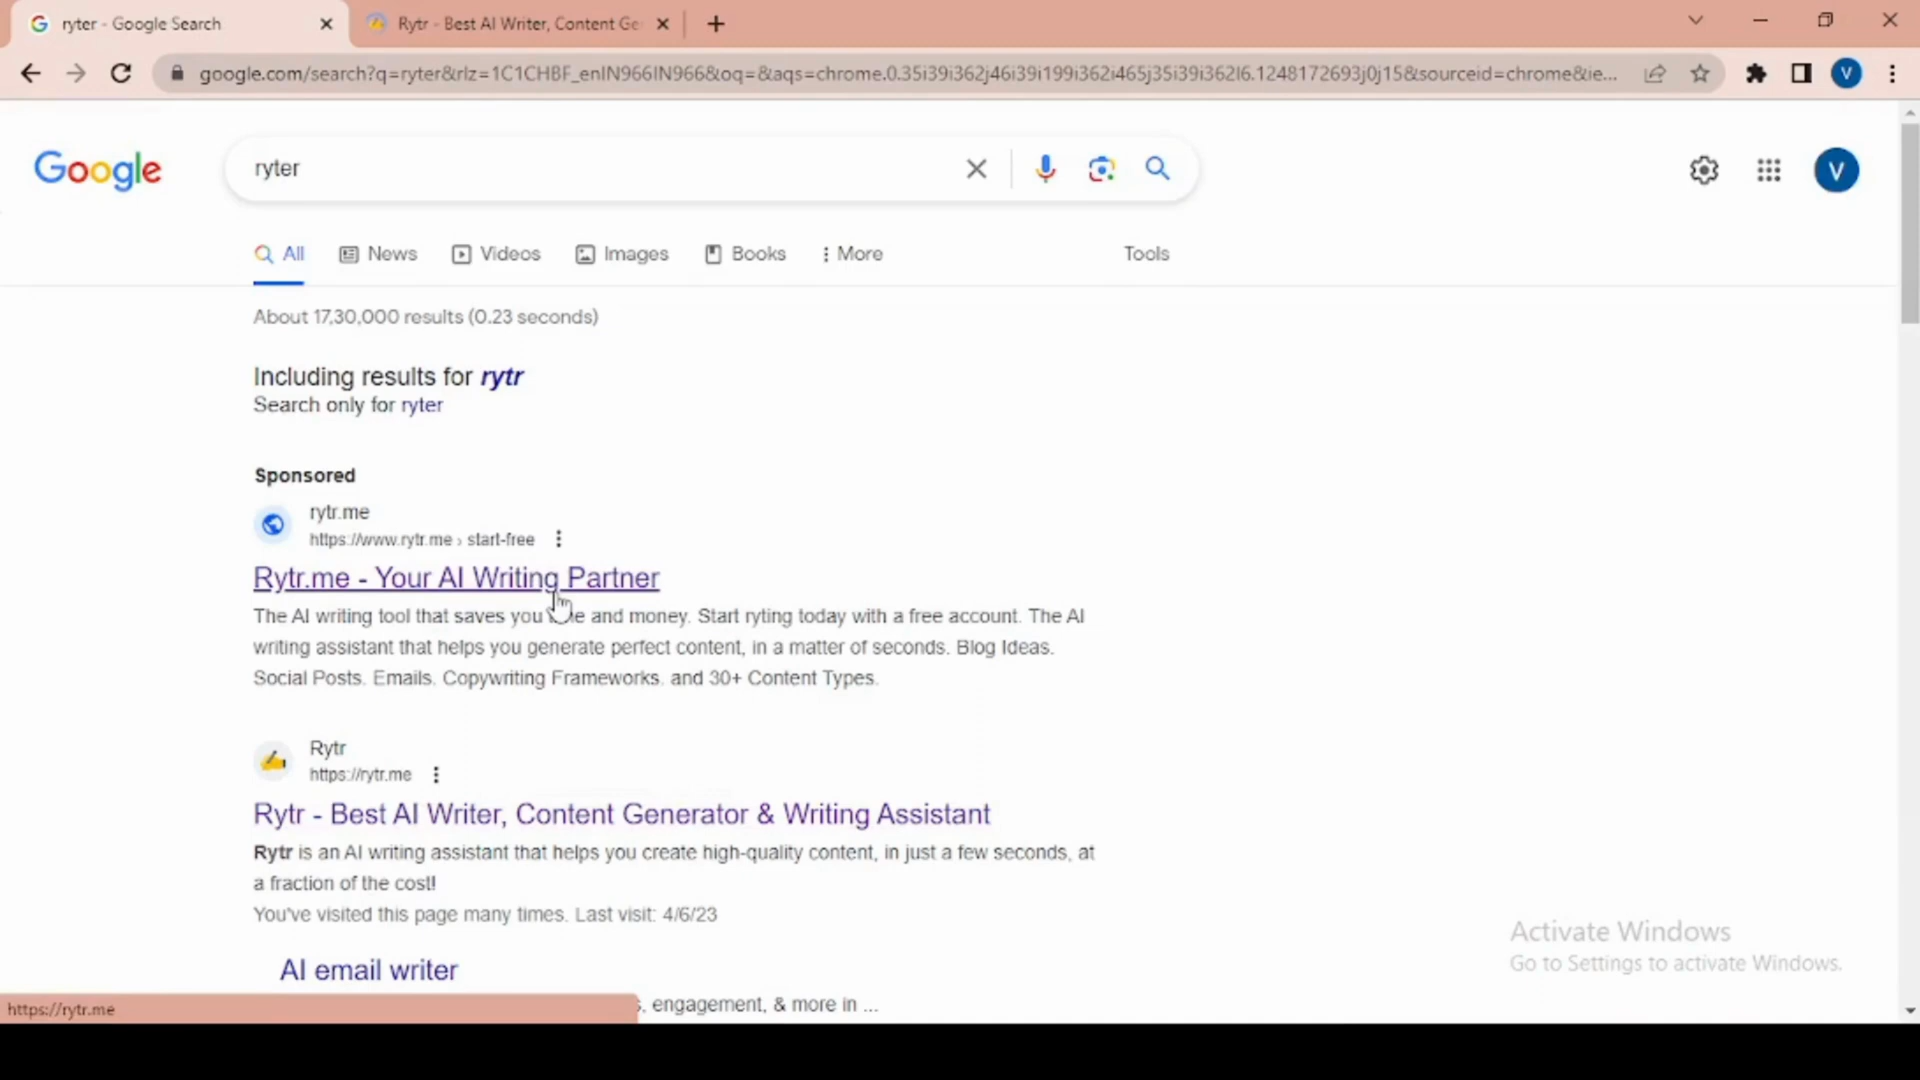 ryter - Google Search
Rytr - Best AI Writer, Content Ge
google.com/search?q=ryter&rlz=1C1CHBF_enIN966IN966&oq=&aqs=chrome.0.35i39i362j46i39i199i362i465j35i39i362l6.1248172693j0j15&sourceid=chrome&ie...
V
Google
ryter
V
All
News
Videos
Images
Books
More
Tools
About 17,30,000 results (0.23 seconds)
Including results for rytr
Search only for ryter
Sponsored
rytr.me
https://www.rytr.me › start-free
Rytr.me - Your AI Writing Partner
The AI writing tool that saves you and money. Start ryting today with a free account. The AI
writing assistant that helps you generate perfect content, in a matter of seconds. Blog Ideas.
Social Posts. Emails. Copywriting Frameworks. and 30+ Content Types.
Rytr
https://rytr.me
Rytr - Best AI Writer, Content Generator & Writing Assistant
Rytr is an AI writing assistant that helps you create high-quality content, in just a few seconds, at
a fraction of the cost!
You've visited this page many times. Last visit: 4/6/23
AI email writer
, engagement, & more in ...
https://rytr.me
Activate Windows
Go to Settings to activate Windows.